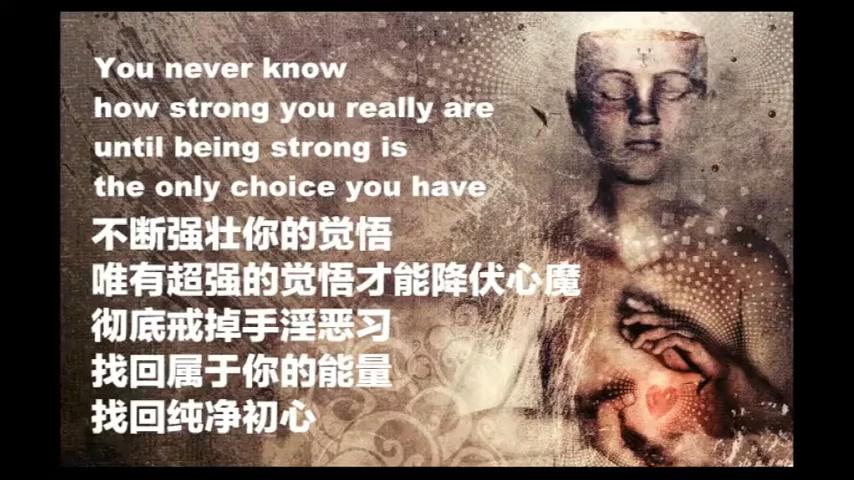 You never know
how strong you really are
until being strong is
the only choice you have
不断强壮你的觉悟
唯有超强的觉悟才能降伏心魔
彻底戒掉手淫恶习
找回属于你的能量
找回纯净初心